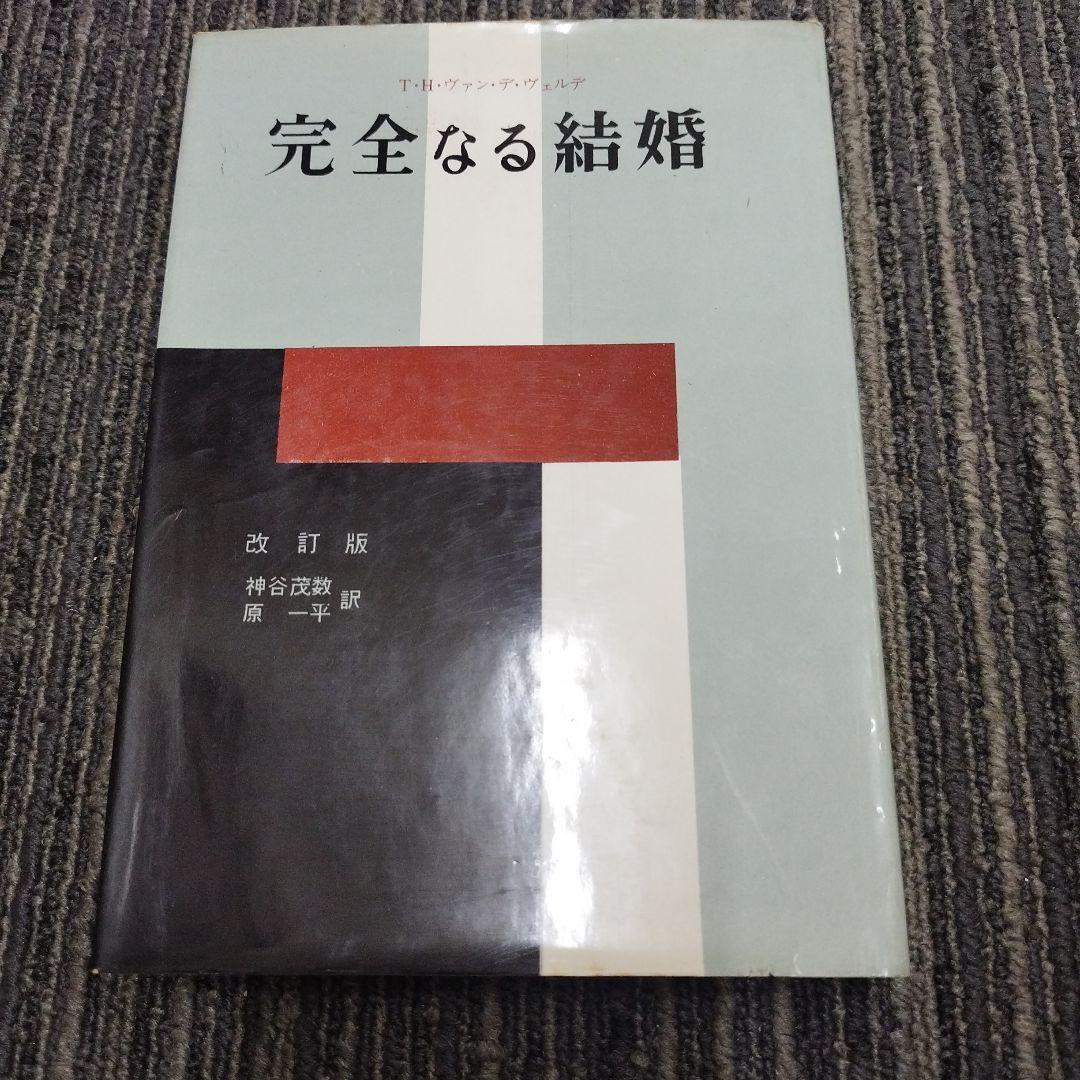 T・H・ヴァン・デ・ヴェルデ
完全なる結婚
改訂版
神谷茂数
原 一平 訳